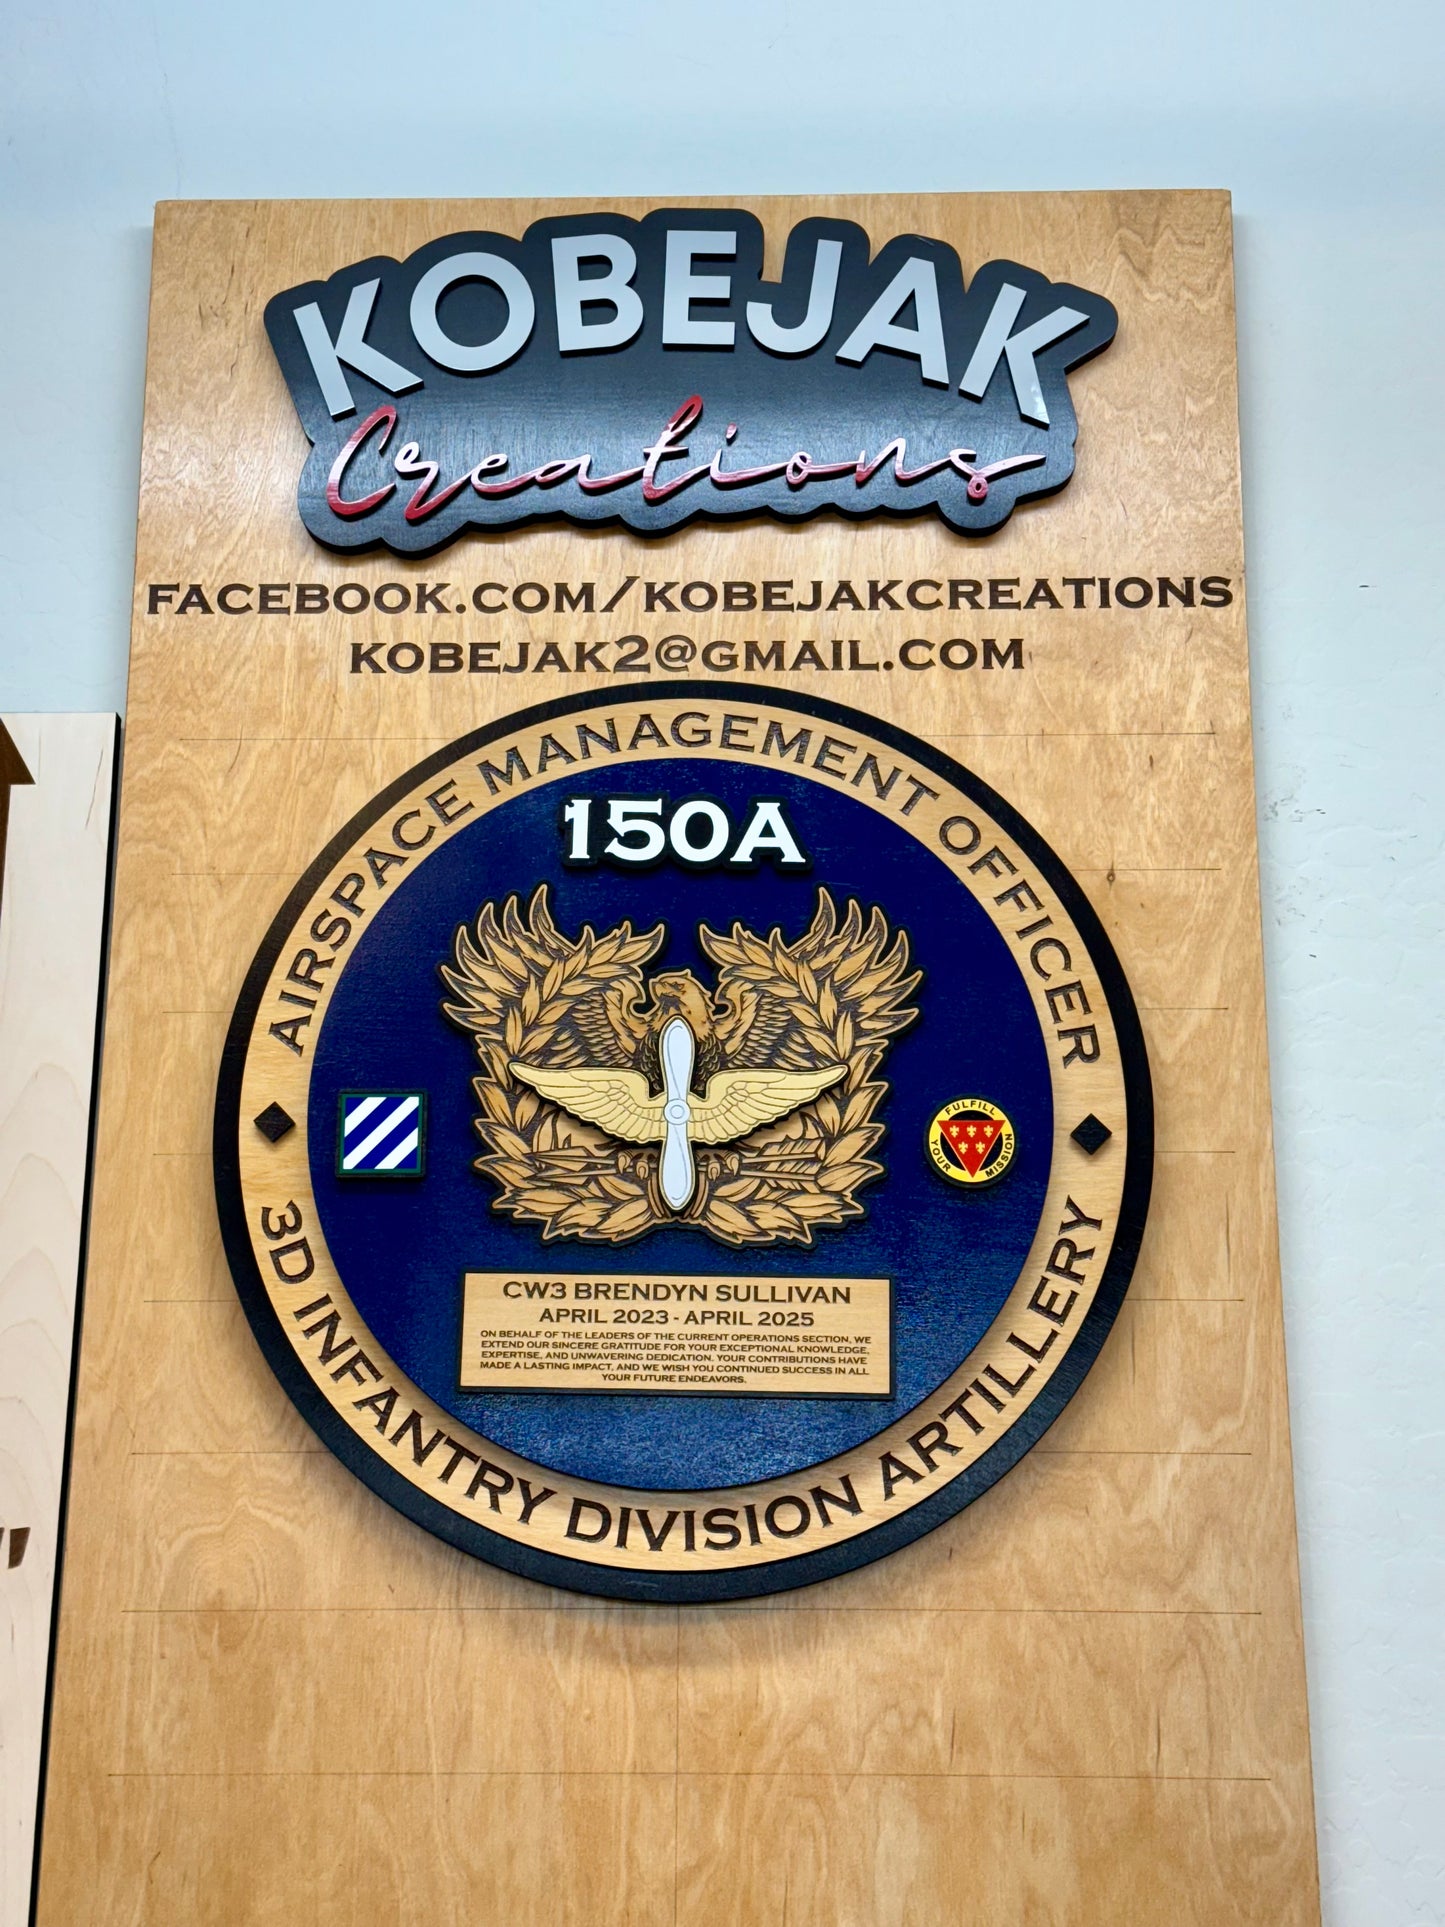 KOBEJAK
Creations
FACEBOOK.COM/KOBEJAKCREATIONS
KOBEJAK2@GMAIL.COM
AIRSPACE MANAGEMENT OFFICER
150A
FULFILL
YOUR MISSION
CW3 BRENDYN SULLIVAN
APRIL 2023 - APRIL 2025
ON BEHALF OF THE LEADERS OF THE CURRENT OPERATIONS SECTION, WE
EXTEND OUR SINCERE GRATITUDE FOR YOUR EXCEPTIONAL KNOWLEDGE,
EXPERTISE, AND UNWAVERING DEDICATION. YOUR CONTRIBUTIONS HAVE
MADE A LASTING IMPACT, AND WE WISH YOU CONTINUED SUCCESS IN ALL
YOUR FUTURE ENDEAVORS.
3D INFANTRY DIVISION ARTILLERY